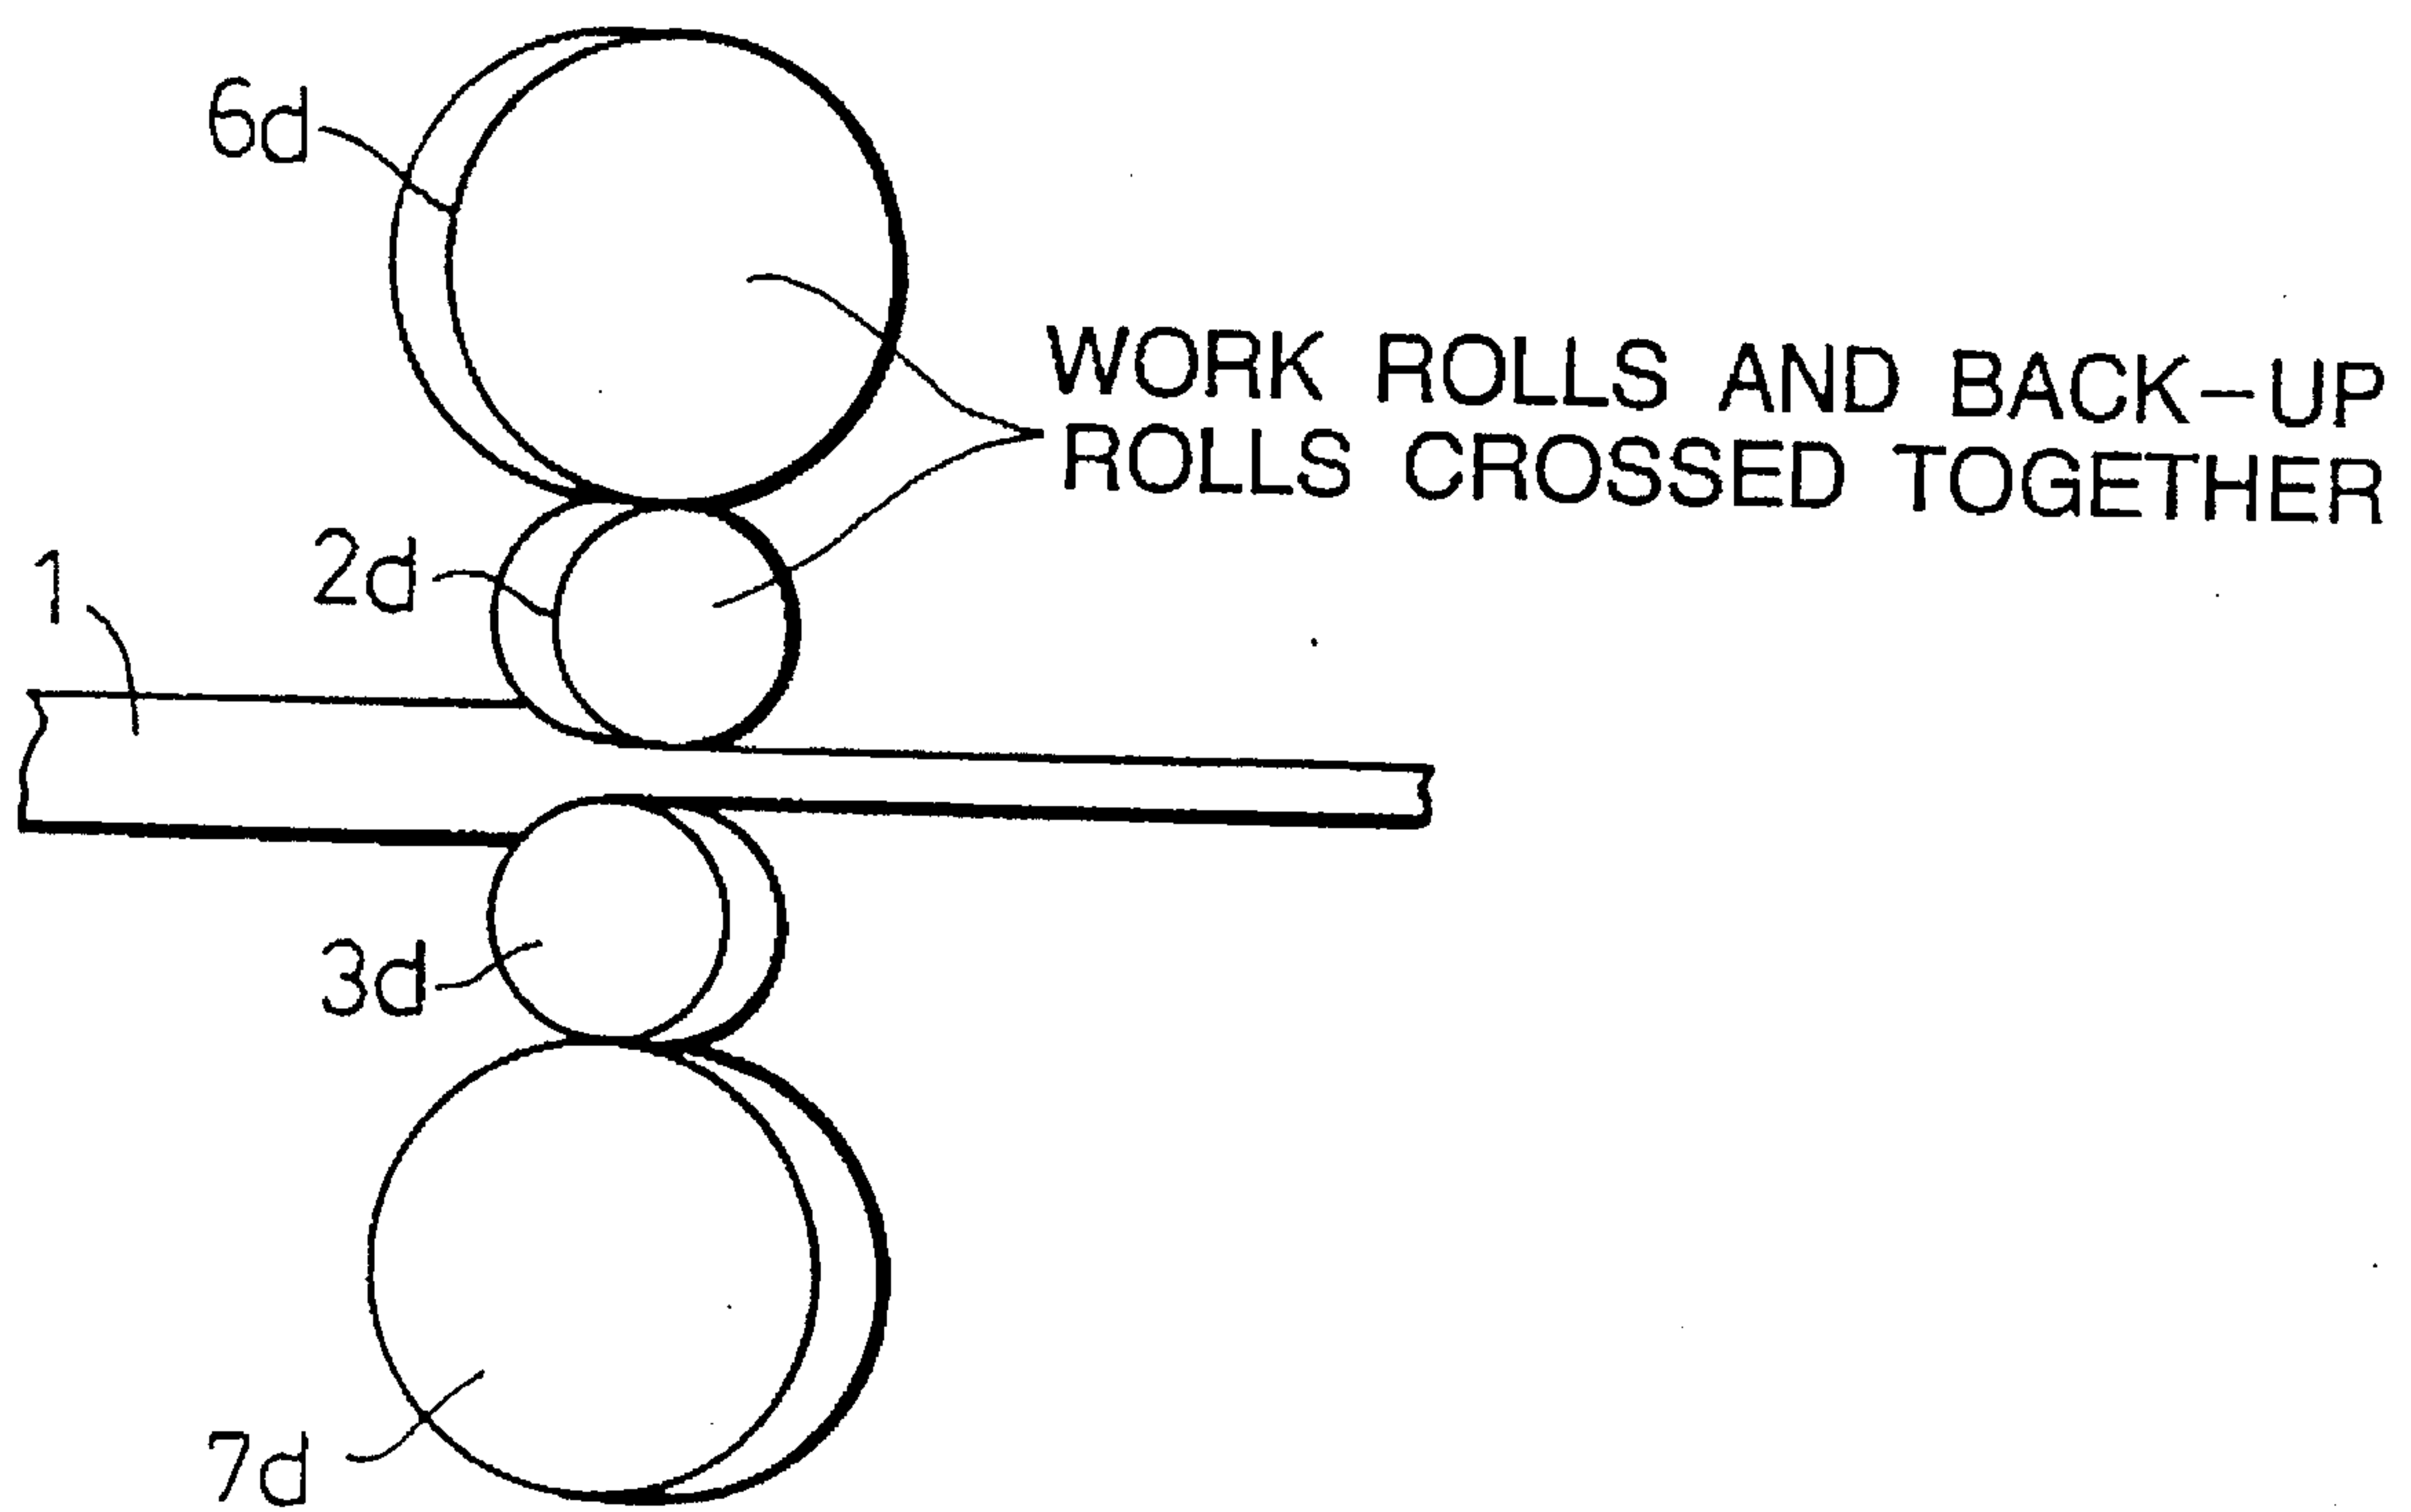 6d
WORK ROLLS AND BACK-UP
ROLLS CROSSED TOGETHER
2d
1
3d
7d